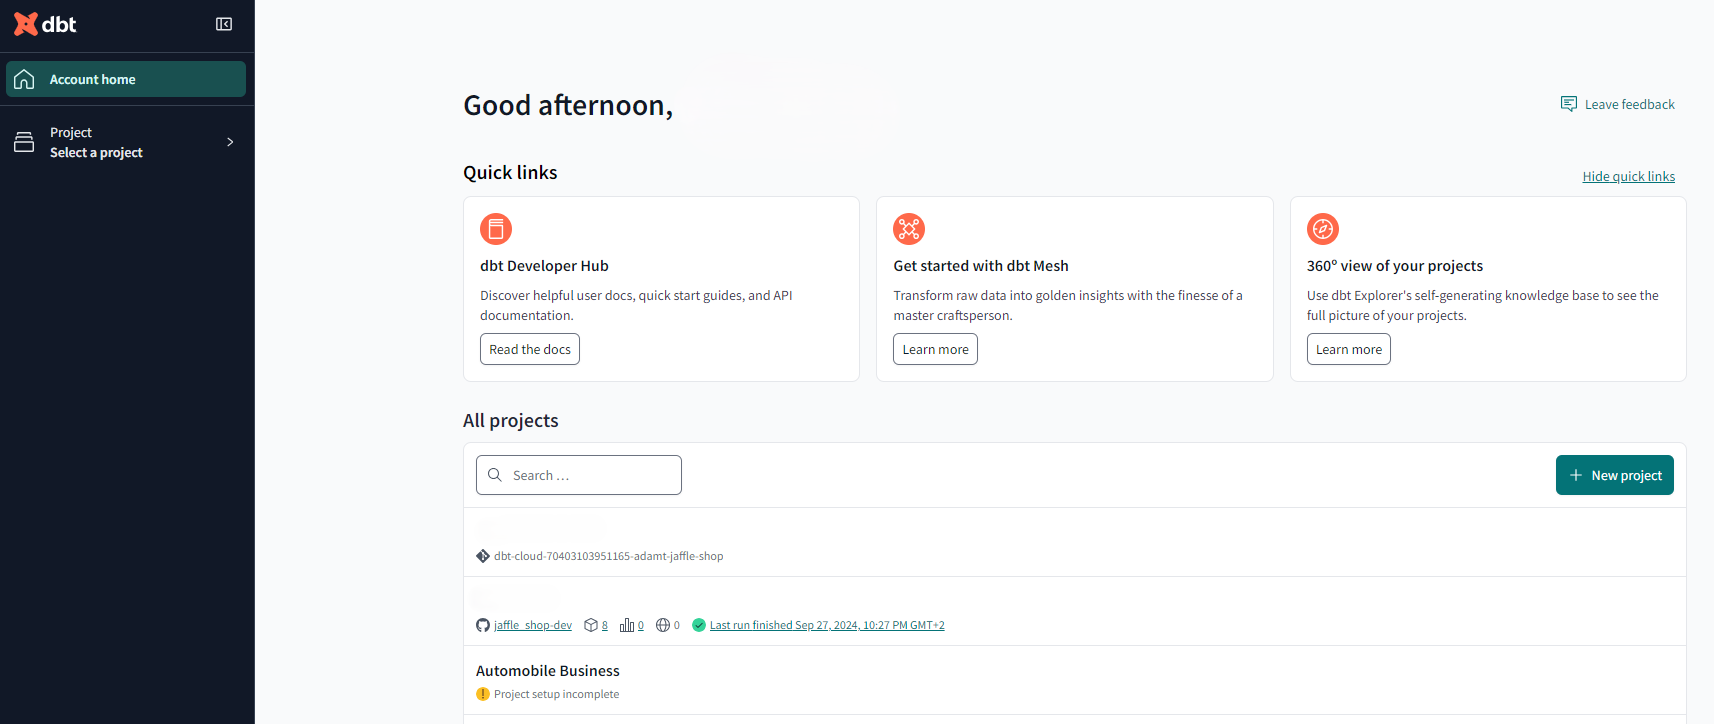 dbt
Account home
Project
Select a project
Good afternoon,
Leave feedback
Quick links
Hide quick links
dbt Developer Hub
Discover helpful user docs, quick start guides, and API
documentation.
Read the docs
Get started with dbt Mesh
Transform raw data into golden insights with the finesse of a
master craftsperson.
Learn more
360º view of your projects
Use dbt Explorer's self-generating knowledge base to see the
full picture of your projects.
Learn more
All projects
Search ...
New project
dbt-cloud-70403103951165-adamt-jaffle-shop
jaffle_shop-dev 8 0 0 Last run finished Sep 27, 2024, 10:27 PM GMT+2
Automobile Business
Project setup incomplete